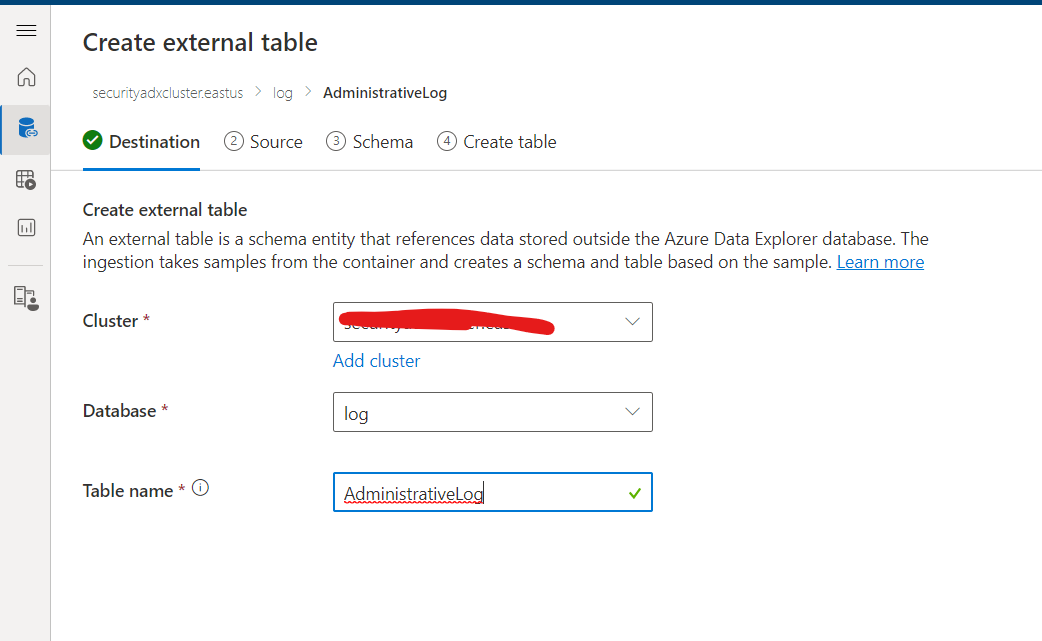 Create external table
securityadxcluster.eastus > log > AdministrativeLog
Destination 2 Source 3 Schema 4 Create table
Create external table
An external table is a schema entity that references data stored outside the Azure Data Explorer database. The
ingestion takes samples from the container and creates a schema and table based on the sample. Learn more
Cluster *
Add cluster
Database *
log
Table name *
AdministrativeLog